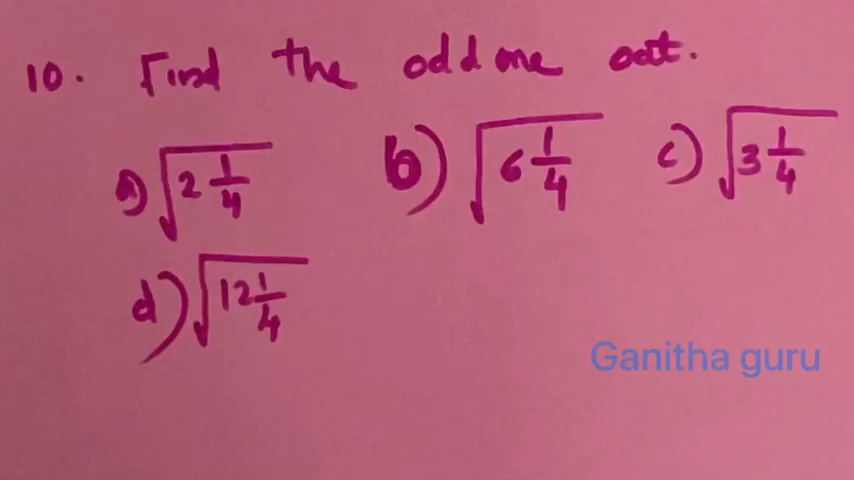 10. Find the odd one out.
a) √2 1/4 b) √6 1/4 c) √3 1/4
d) √12 1/4
Ganitha guru